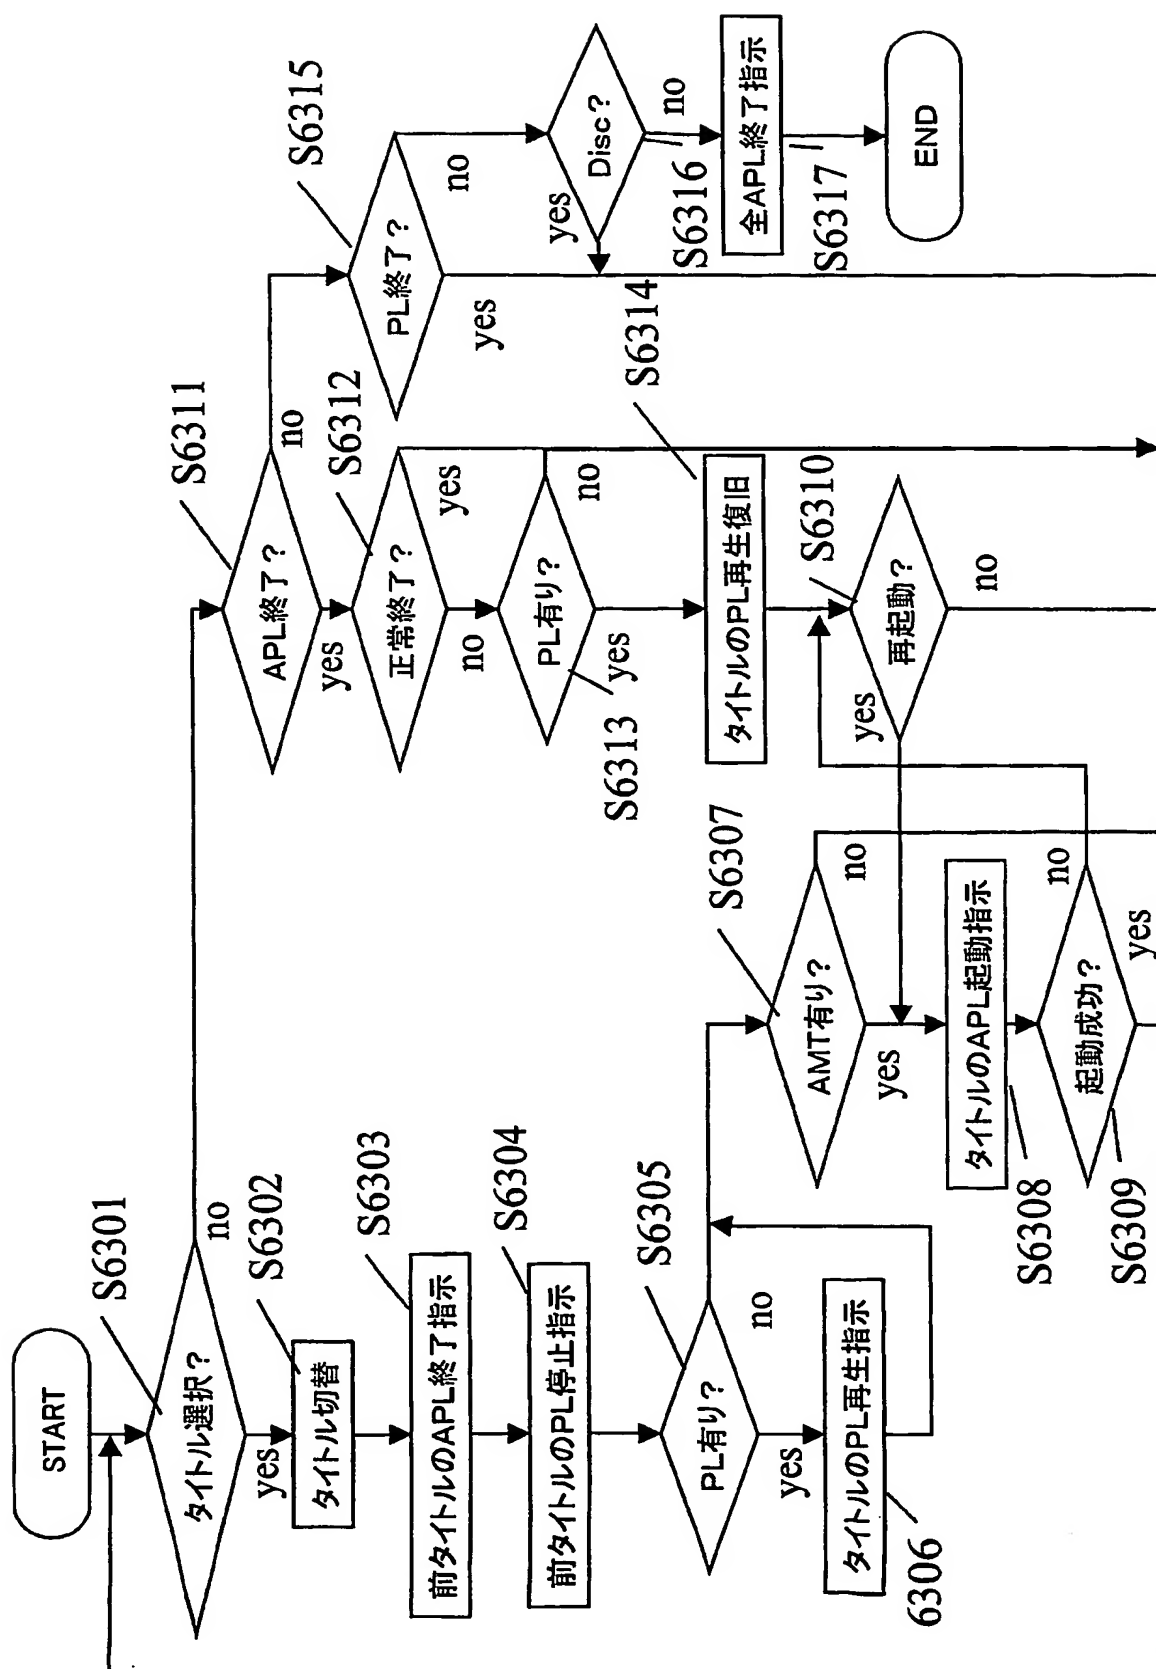 START
S6301
タイトル選択?
no
yes
S6302
タイトル切替
S6303
前タイトルのAPL終了指示
S6304
前タイトルのPL停止指示
S6305
PL有り?
no
yes
タイトルのPL再生指示
6306
S6307
AMT有り?
no
yes
タイトルのAPL起動指示
S6308
起動成功?
no
yes
S6309
S6311
APL終了?
no
yes
S6312
正常終了?
yes
no
PL有り?
no
yes
S6313
S6314
タイトルのPL再生復旧
S6310
再起動?
yes
no
S6315
PL終了?
no
yes
Disc?
yes
no
S6316
全APL終了指示
S6317
END